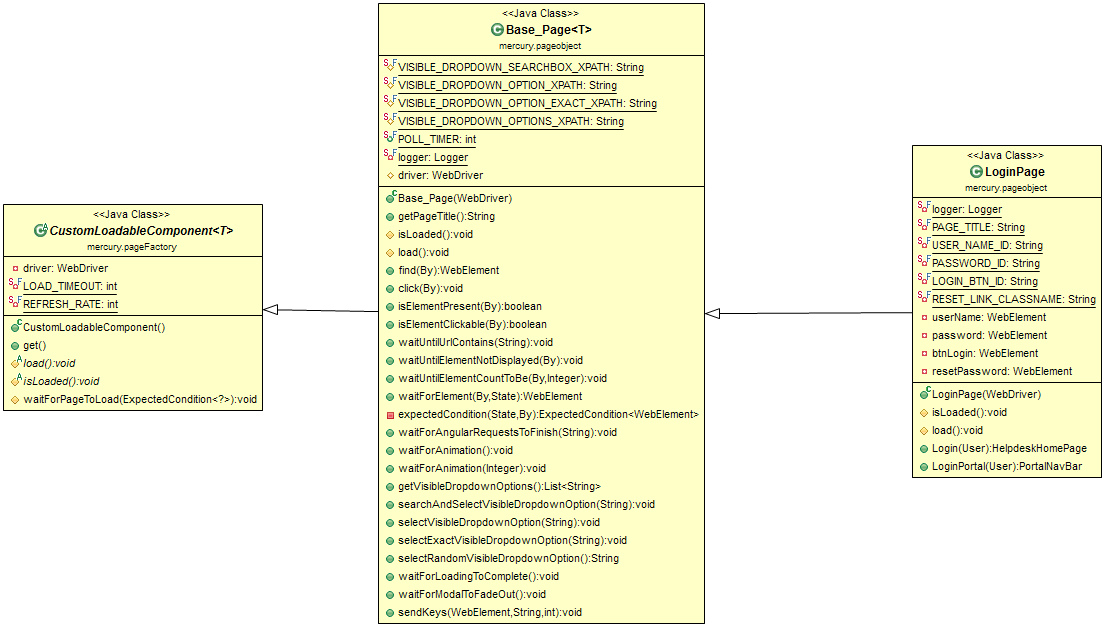 <<Java Class>>
CustomLoadableComponent<T>
mercury.pageFactory
driver: WebDriver
LOAD_TIMEOUT: int
REFRESH_RATE: int
CustomLoadableComponent()
get()
load():void
isLoaded():void
waitForPageToLoad(ExpectedCondition<?>):void
<<Java Class>>
Base_Page<T>
mercury.pageobject
VISIBLE_DROPDOWN_SEARCHBOX_XPATH: String
VISIBLE_DROPDOWN_OPTION_XPATH: String
VISIBLE_DROPDOWN_OPTION_EXACT_XPATH: String
VISIBLE_DROPDOWN_OPTIONS_XPATH: String
POLL_TIMER: int
logger: Logger
driver: WebDriver
Base_Page(WebDriver)
getPageTitle():String
isLoaded():void
load():void
find(By):WebElement
click(By):void
isElementPresent(By):boolean
isElementClickable(By):boolean
waitUntilUrlContains(String):void
waitUntilElementNotDisplayed(By):void
waitUntilElementCountToBe(By,Integer):void
waitForElement(By,State):WebElement
expectedCondition(State,By):ExpectedCondition<WebElement>
waitForAngularRequestsToFinish(String):void
waitForAnimation():void
waitForAnimation(Integer):void
getVisibleDropdownOptions():List<String>
searchAndSelectVisibleDropdownOption(String):void
selectVisibleDropdownOption(String):void
selectExactVisibleDropdownOption(String):void
selectRandomVisibleDropdownOption():String
waitForLoadingToComplete():void
waitForModalToFadeOut():void
sendKeys(WebElement,String,int):void
<<Java Class>>
LoginPage
mercury.pageobject
logger: Logger
PAGE_TITLE: String
USER_NAME_ID: String
PASSWORD_ID: String
LOGIN_BTN_ID: String
RESET_LINK_CLASSNAME: String
userName: WebElement
password: WebElement
btnLogin: WebElement
resetPassword: WebElement
LoginPage(WebDriver)
isLoaded():void
load():void
Login(User):HelpdeskHomePage
LoginPortal(User):PortalNavBar